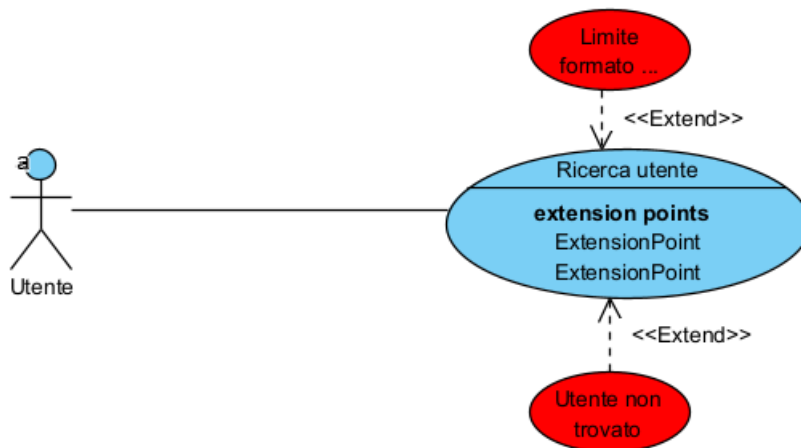 Limite
formato ...
<<Extend>>
a
Ricerca utente
extension points
ExtensionPoint
ExtensionPoint
Utente
<<Extend>>
Utente non
trovato